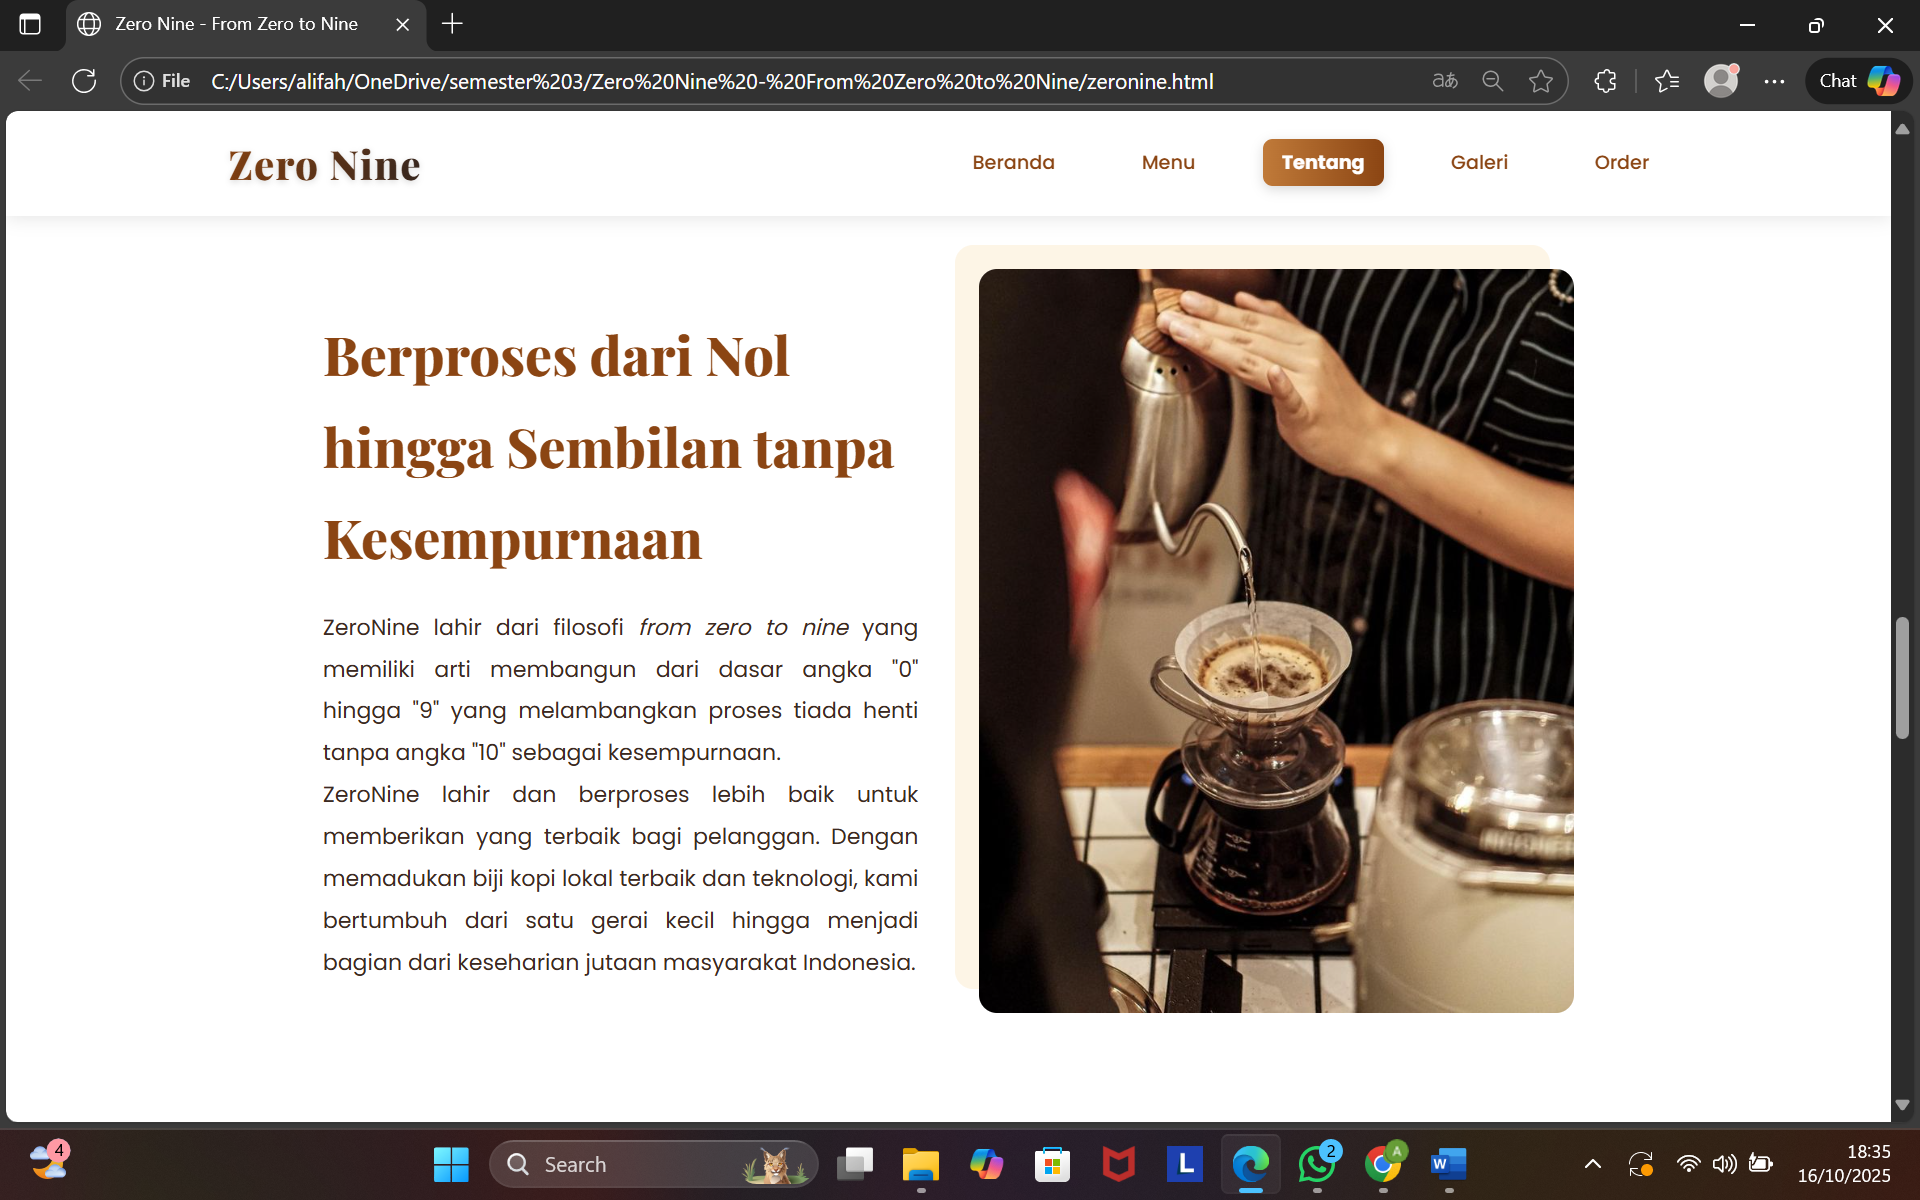 Zero Nine - From Zero to Nine
File C:/Users/alifah/OneDrive/semester%203/Zero%20Nine%20-%20From%20Zero%20to%20Nine/zeronine.html
Chat
Zero Nine
Beranda Menu Tentang Galeri Order
Berproses dari Nol
hingga Sembilan tanpa
Kesempurnaan
ZeroNine lahir dari filosofi from zero to nine yang
memiliki arti membangun dari dasar angka "0"
hingga "9" yang melambangkan proses tiada henti
tanpa angka "10" sebagai kesempurnaan.
ZeroNine lahir dan berproses lebih baik untuk
memberikan yang terbaik bagi pelanggan. Dengan
memadukan biji kopi lokal terbaik dan teknologi, kami
bertumbuh dari satu gerai kecil hingga menjadi
bagian dari keseharian jutaan masyarakat Indonesia.
4
Search
L
2
A
W
18:35
16/10/2025